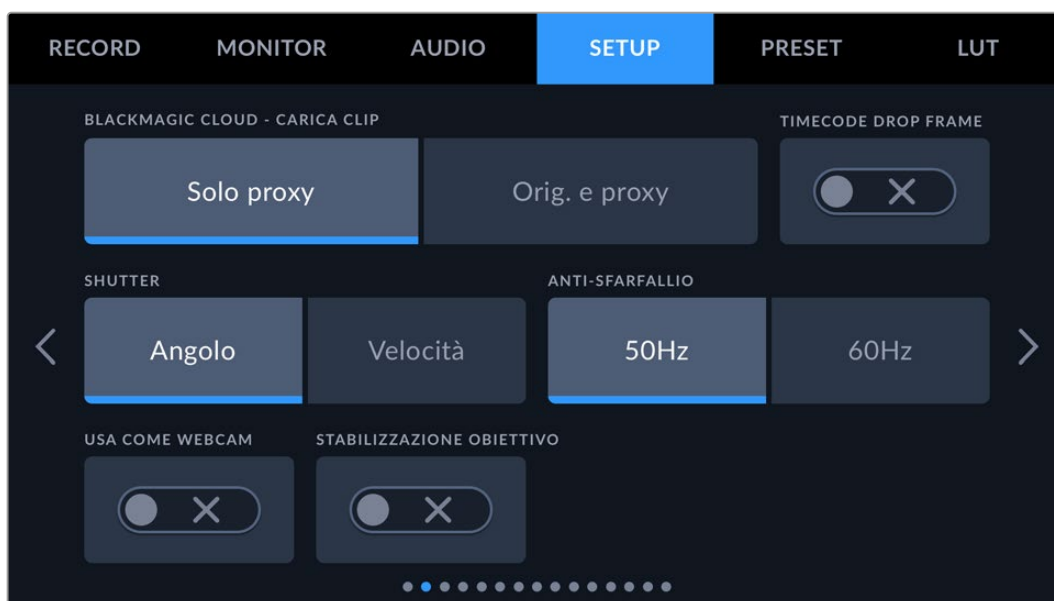 RECORD MONITOR AUDIO SETUP PRESET LUT
BLACKMAGIC CLOUD - CARICA CLIP TIMECODE DROP FRAME
Solo proxy Orig. e proxy
SHUTTER ANTI-SFARFALLIO
Angolo Velocità 50Hz 60Hz
USA COME WEBCAM STABILIZZAZIONE OBIETTIVO